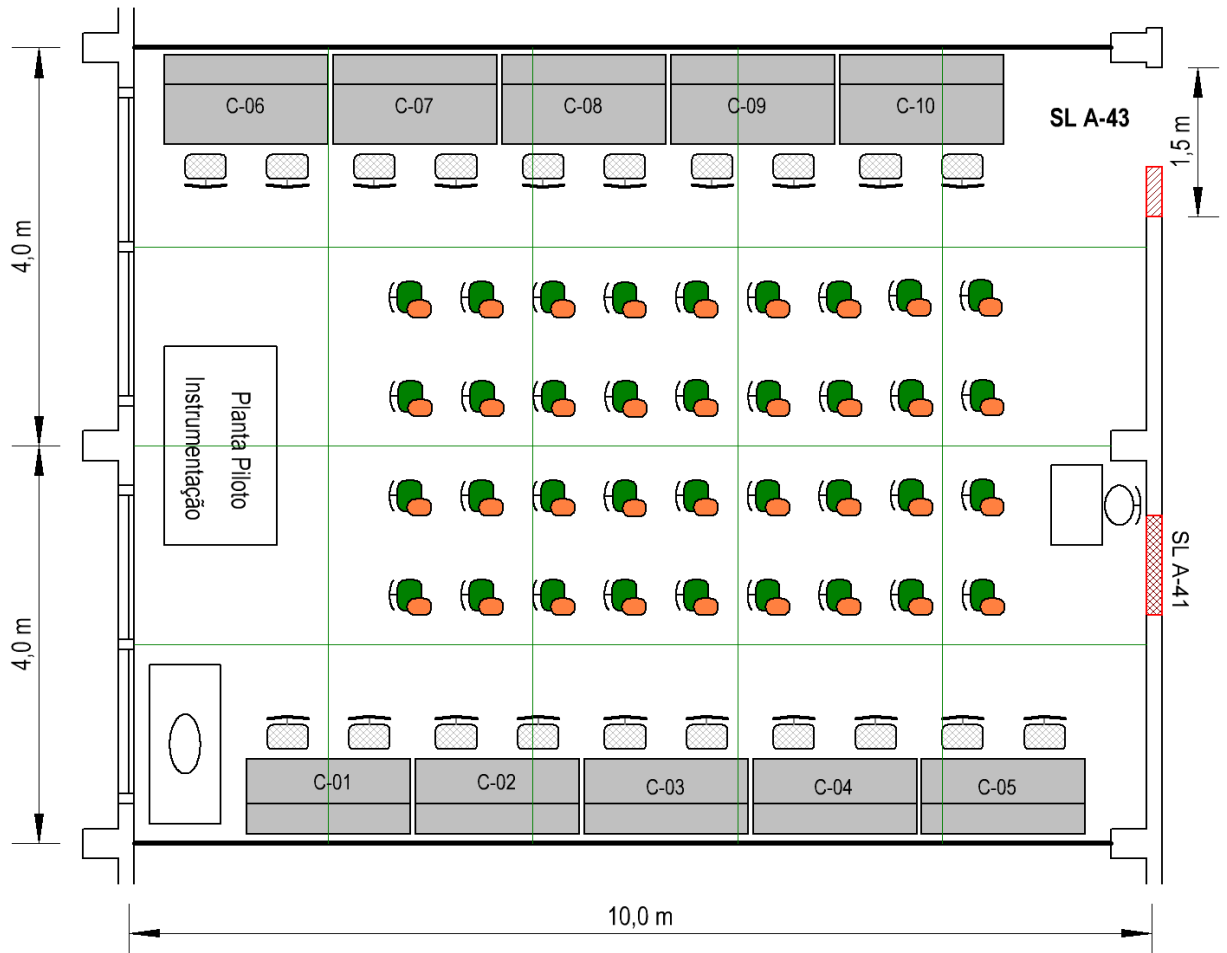 C-06
C-07
C-08
C-09
C-10
SL A-43
1,5 m
4,0 m
Planta Piloto
Instrumentação
SL A-41
4,0 m
C-01
C-02
C-03
C-04
C-05
10,0 m